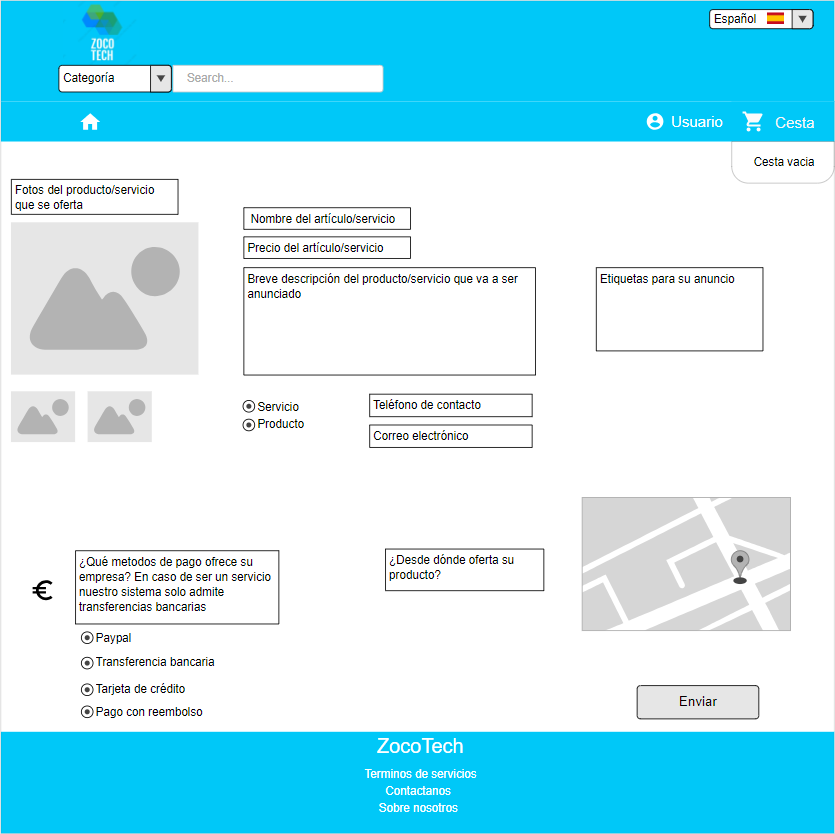 ZOCO
TECH
Español
Categoría
Search...
Usuario
Cesta
Cesta vacia
Fotos del producto/servicio
que se oferta
Nombre del artículo/servicio
Precio del artículo/servicio
Breve descripción del producto/servicio que va a ser
anunciado
Etiquetas para su anuncio
Servicio
Producto
Teléfono de contacto
Correo electrónico
€
¿Qué metodos de pago ofrece su
empresa? En caso de ser un servicio
nuestro sistema solo admite
transferencias bancarias
¿Desde dónde oferta su
producto?
Paypal
Transferencia bancaria
Tarjeta de crédito
Pago con reembolso
Enviar
ZocoTech
Terminos de servicios
Contactanos
Sobre nosotros